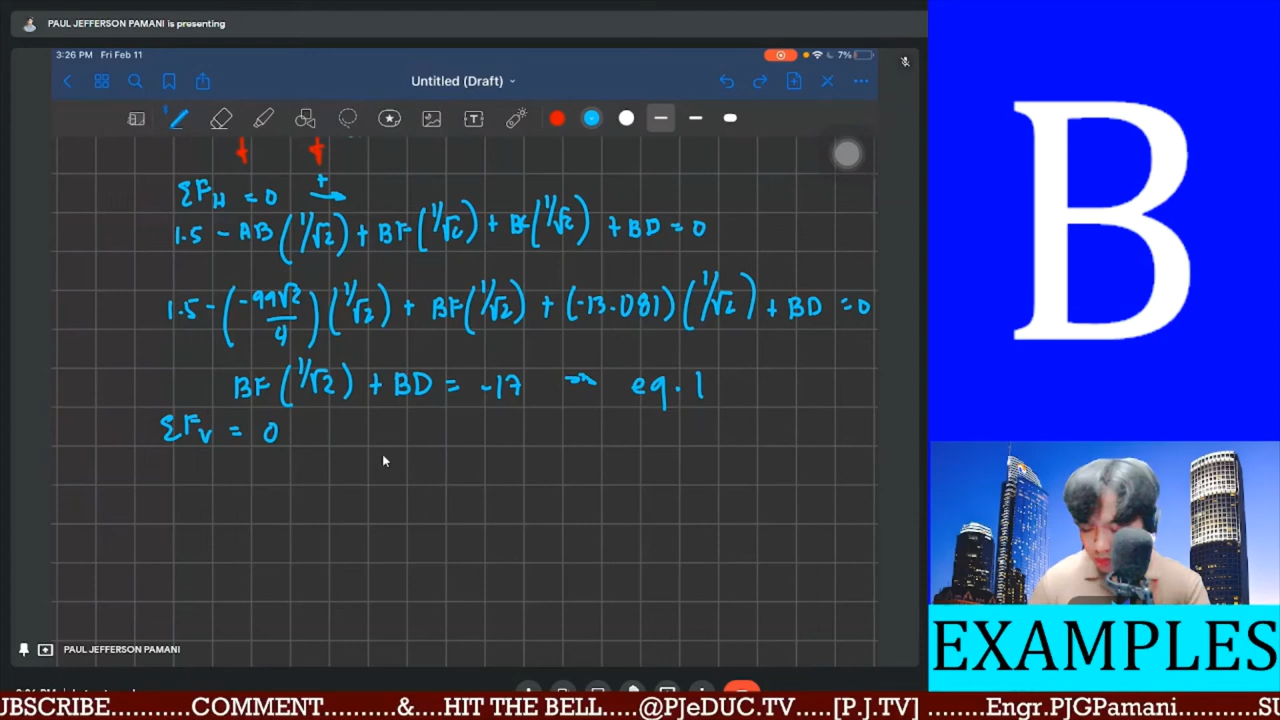 PAUL JEFFERSON PAMANI is presenting
3:26 PM Fri Feb 11
7%
Untitled (Draft)
ΣF_H = 0 +→
1.5 - AB(1/√2) + BF(1/√2) + BC(1/√2) + BD = 0
1.5 - (-99√2/4)(1/√2) + BF(1/√2) + (-13.081)(1/√2) + BD = 0
BF(1/√2) + BD = -17 → eq. 1
ΣF_V = 0
B
EXAMPLES
PAUL JEFFERSON PAMANI
UBSCRIBE..........COMMENT..........&....HIT THE BELL.....@PJeDUC.TV.....[P.J.TV]..........Engr.PJGPamani..........SU